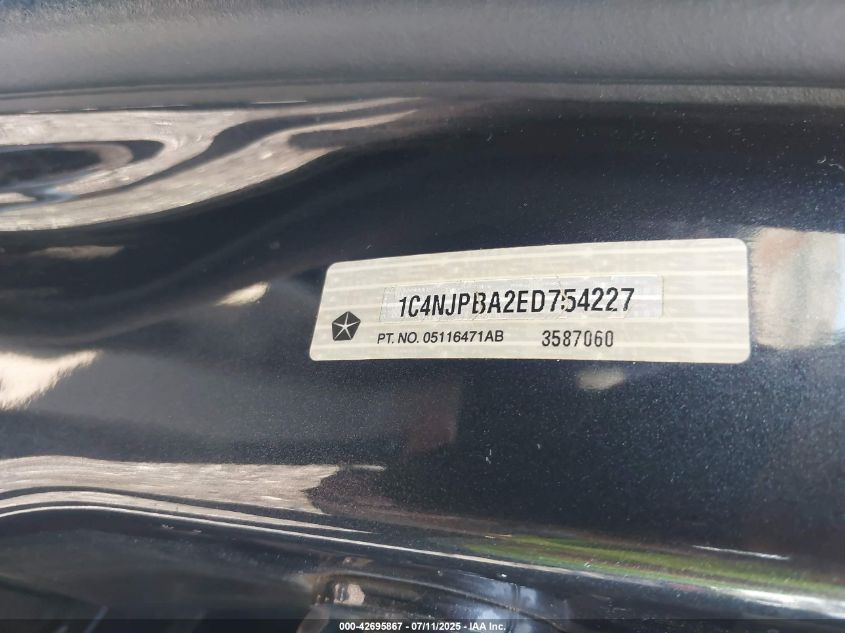 1C4NJPBA2ED754227
PT. NO. 05116471AB 3587060
000-42695867 / 07/11/2025 / IAA Inc.